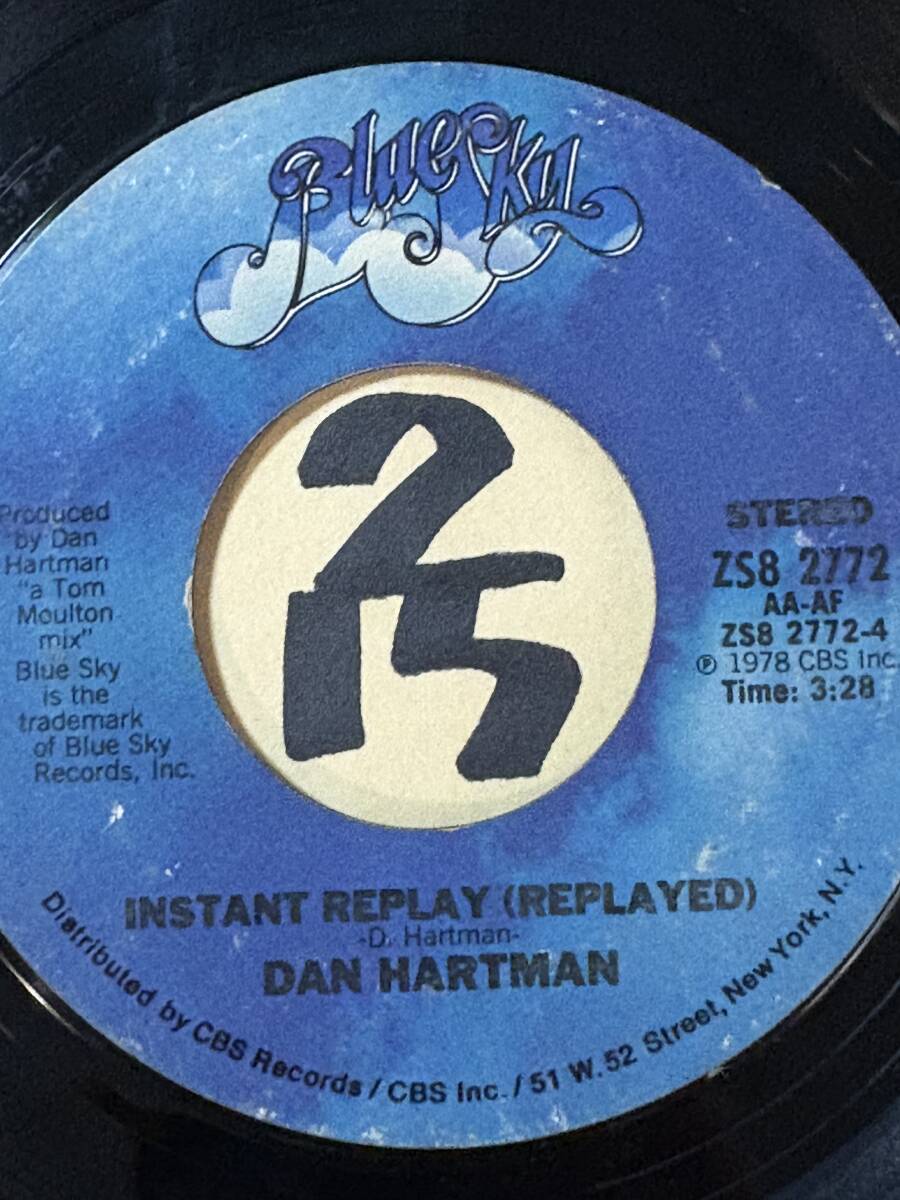 Blue Sky
Produced
by Dan
Hartman
"a Tom
Moulton
mix"
Blue Sky
is the
trademark
of Blue Sky
Records, Inc.
STEREO
ZS8 2772
AA-AF
ZS8 2772-4
℗ 1978 CBS Inc.
Time: 3:28
INSTANT REPLAY (REPLAYED)
-D. Hartman-
DAN HARTMAN
Distributed by CBS Records / CBS Inc. / 51 W. 52 Street, New York, N.Y.